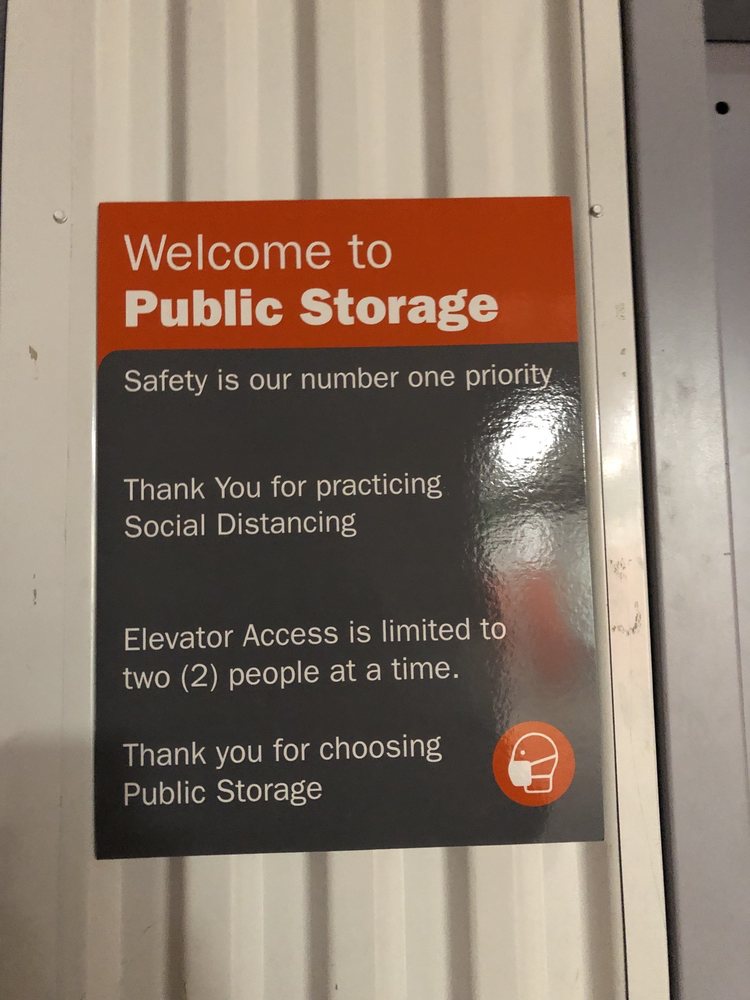 Welcome to
Public Storage
Safety is our number one priority
Thank You for practicing
Social Distancing
Elevator Access is limited to
two (2) people at a time.
Thank you for choosing
Public Storage